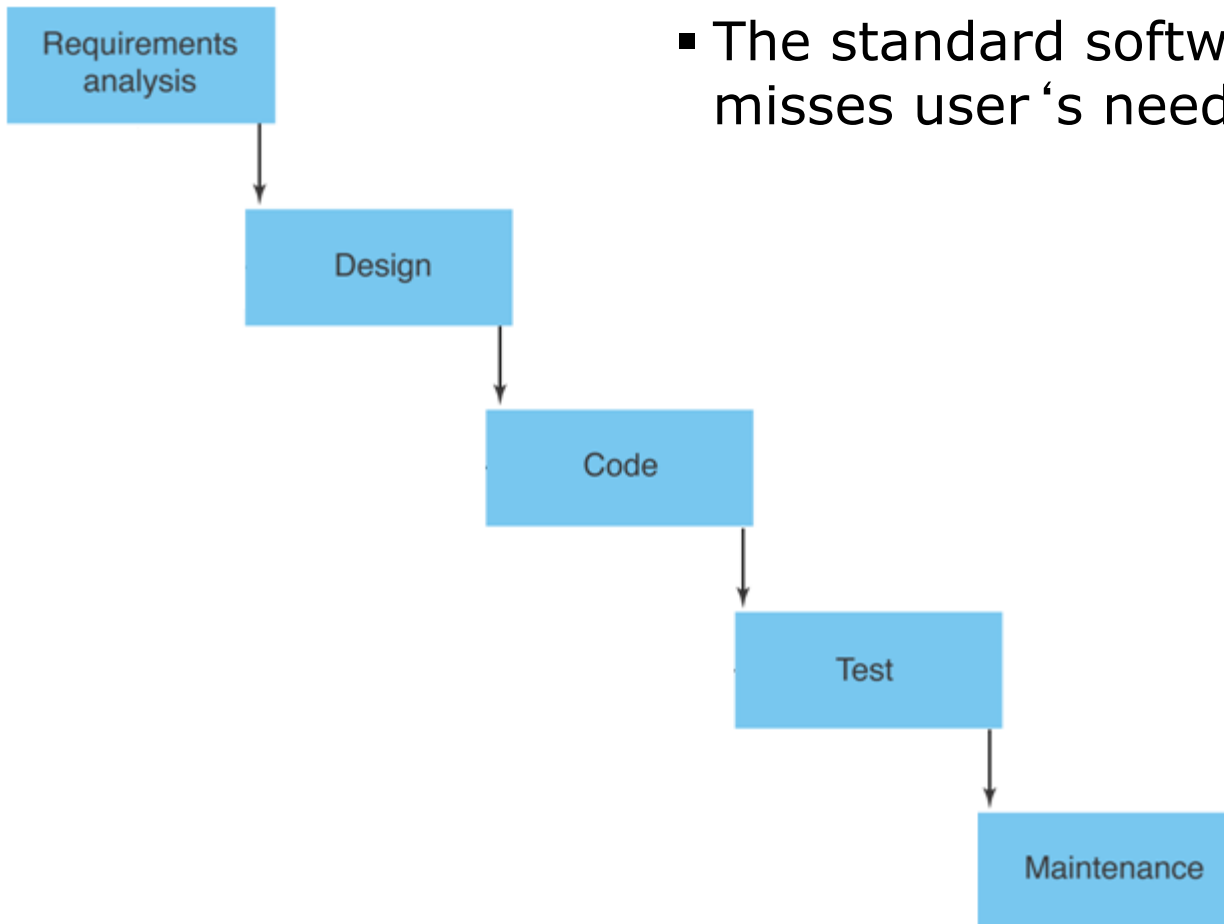 Requirements
analysis
▪ The standard softw
misses user‘s need
Design
Code
Test
Maintenance